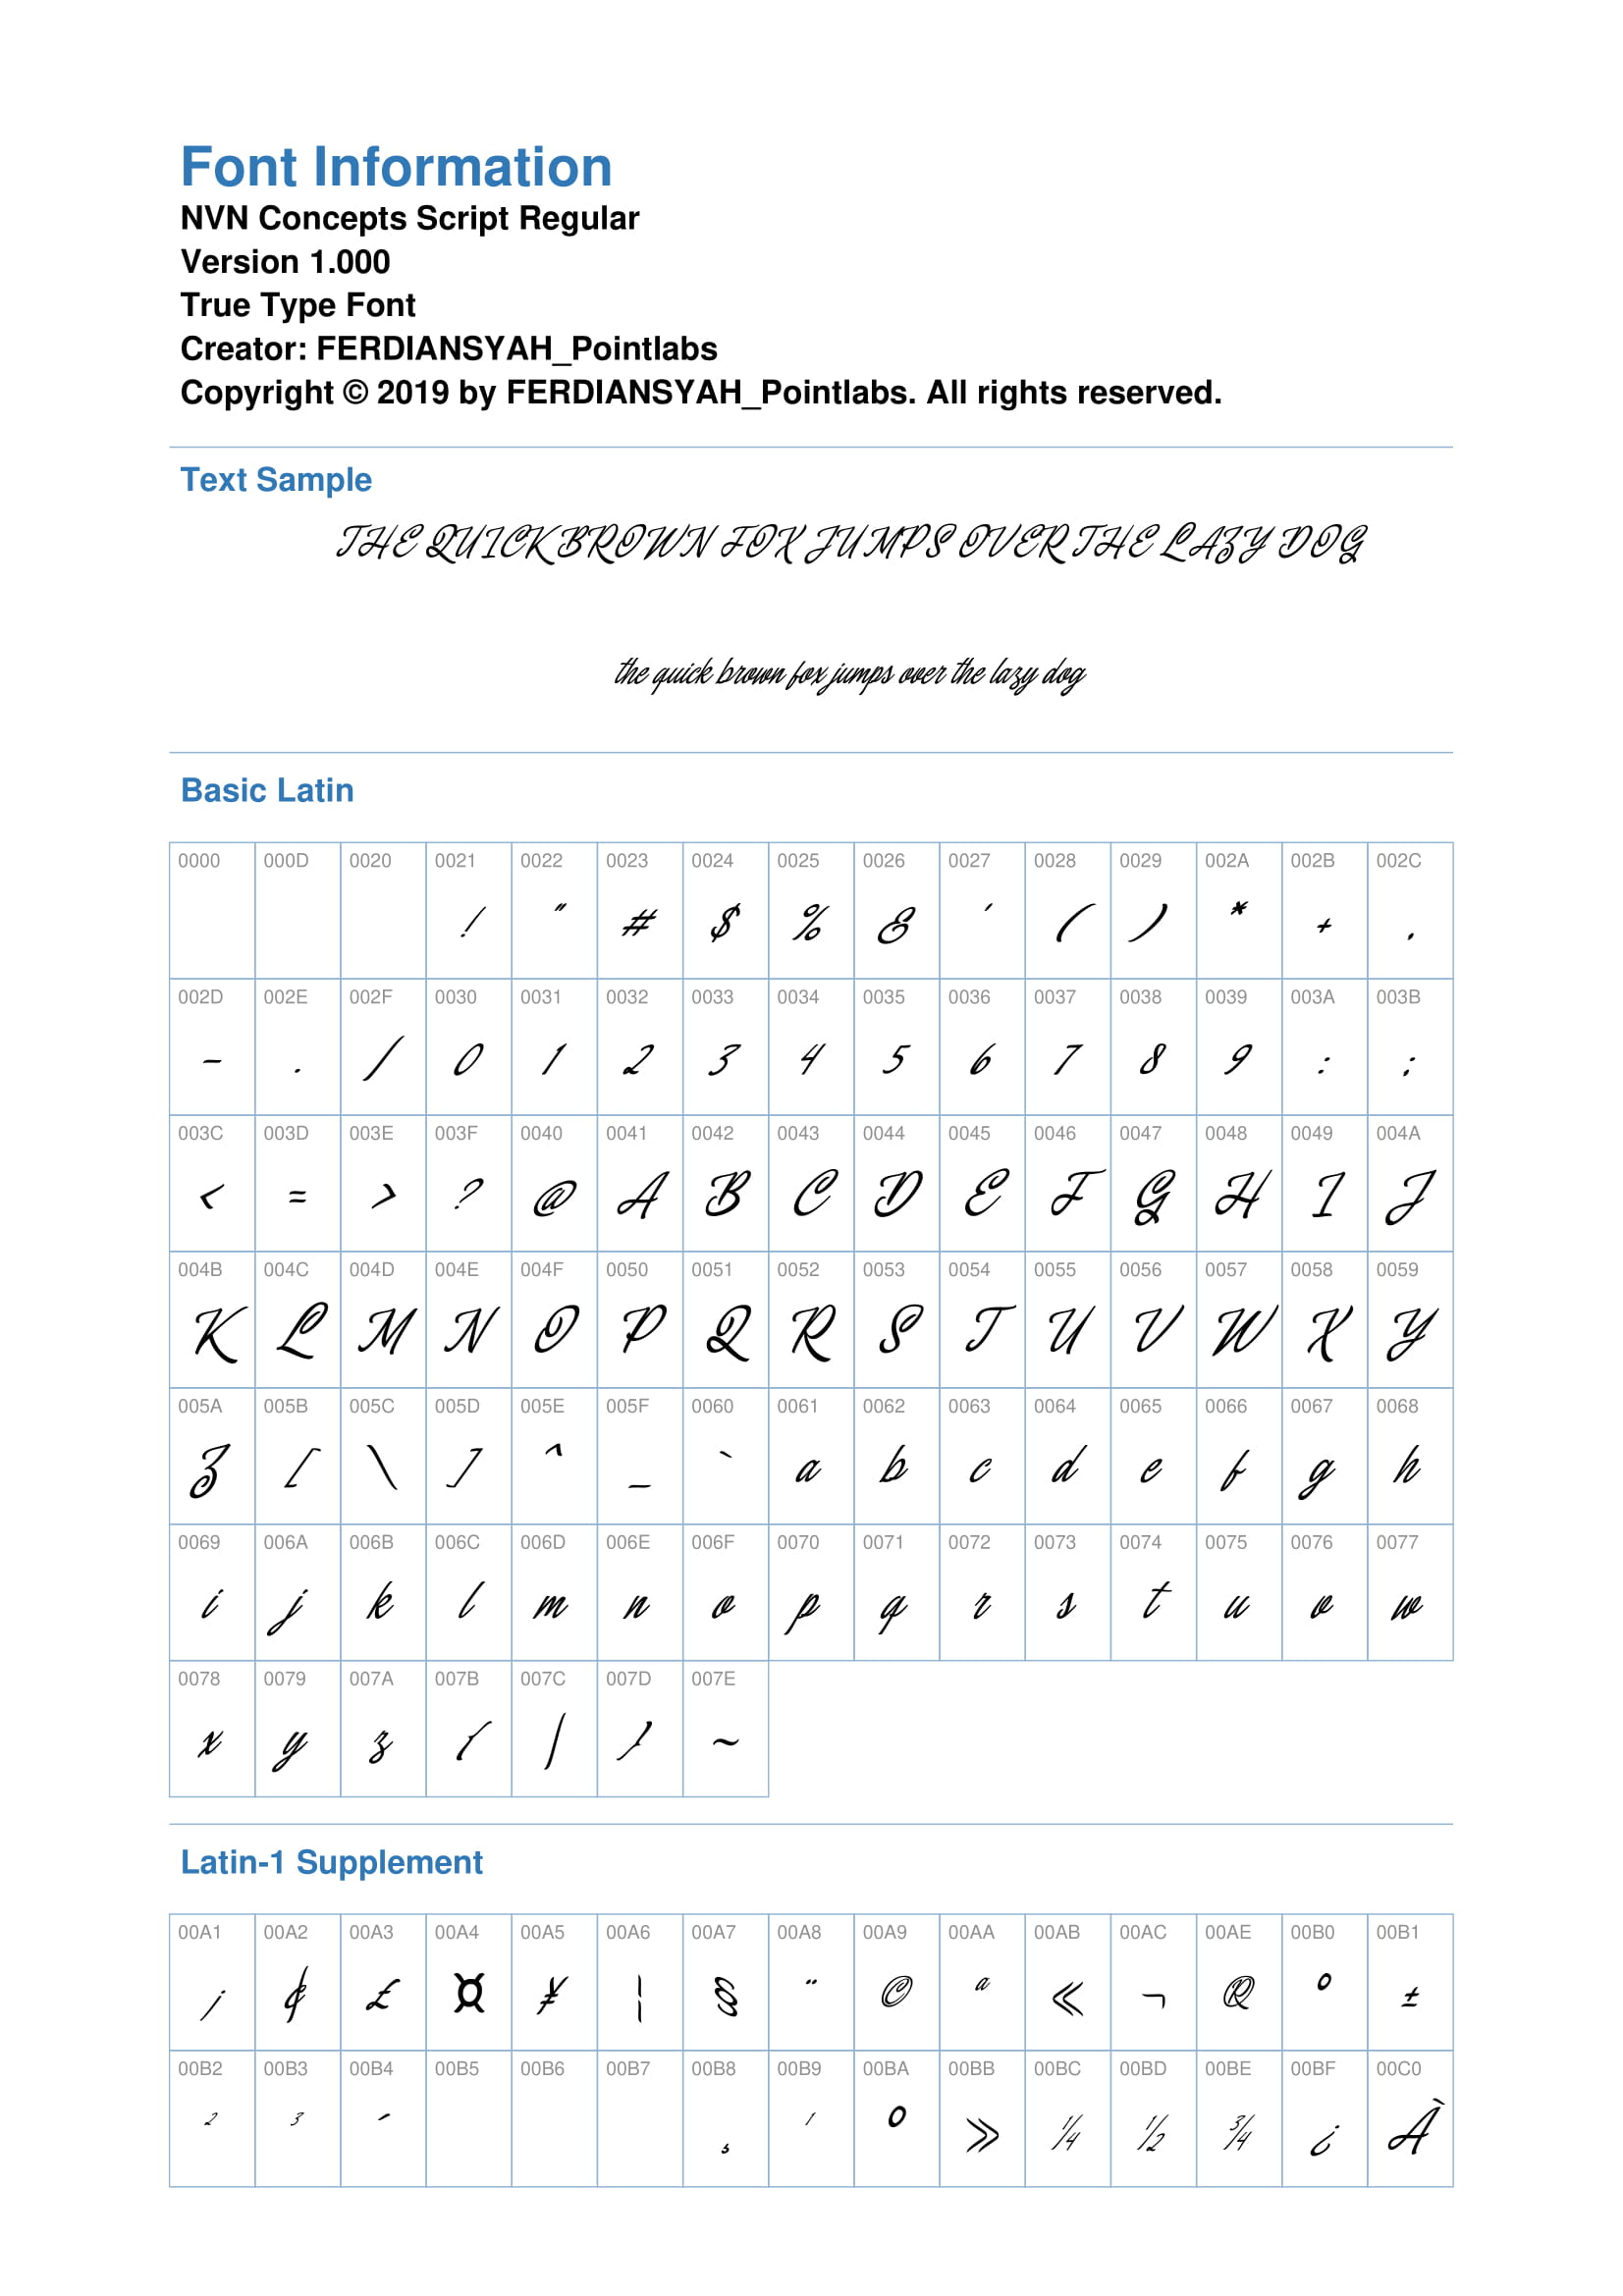 Font Information
NVN Concepts Script Regular
Version 1.000
True Type Font
Creator: FERDIANSYAH_Pointlabs
Copyright © 2019 by FERDIANSYAH_Pointlabs. All rights reserved.
Text Sample
THE QUICK BROWN FOX JUMPS OVER THE LAZY DOG
the quick brown fox jumps over the lazy dog
Basic Latin
0000 000D 0020 0021 0022 0023 0024 0025 0026 0027 0028 0029 002A 002B 002C
! " # $ % & ' ( ) * + ,
002D 002E 002F 0030 0031 0032 0033 0034 0035 0036 0037 0038 0039 003A 003B
- . / 0 1 2 3 4 5 6 7 8 9 : ;
003C 003D 003E 003F 0040 0041 0042 0043 0044 0045 0046 0047 0048 0049 004A
< = > ? @ A B C D E F G H I J
004B 004C 004D 004E 004F 0050 0051 0052 0053 0054 0055 0056 0057 0058 0059
K L M N O P Q R S T U V W X Y
005A 005B 005C 005D 005E 005F 0060 0061 0062 0063 0064 0065 0066 0067 0068
Z [ \ ] ^ _ ` a b c d e f g h
0069 006A 006B 006C 006D 006E 006F 0070 0071 0072 0073 0074 0075 0076 0077
i j k l m n o p q r s t u v w
0078 0079 007A 007B 007C 007D 007E
x y z { | } ~
Latin-1 Supplement
00A1 00A2 00A3 00A4 00A5 00A6 00A7 00A8 00A9 00AA 00AB 00AC 00AE 00B0 00B1
¡ ¢ £ ¤ ¥ ¦ § ¨ © ª « ¬ ® ° ±
00B2 00B3 00B4 00B5 00B6 00B7 00B8 00B9 00BA 00BB 00BC 00BD 00BE 00BF 00C0
² ³ ´ ¸ ¹ º » ¼ ½ ¾ ¿ À